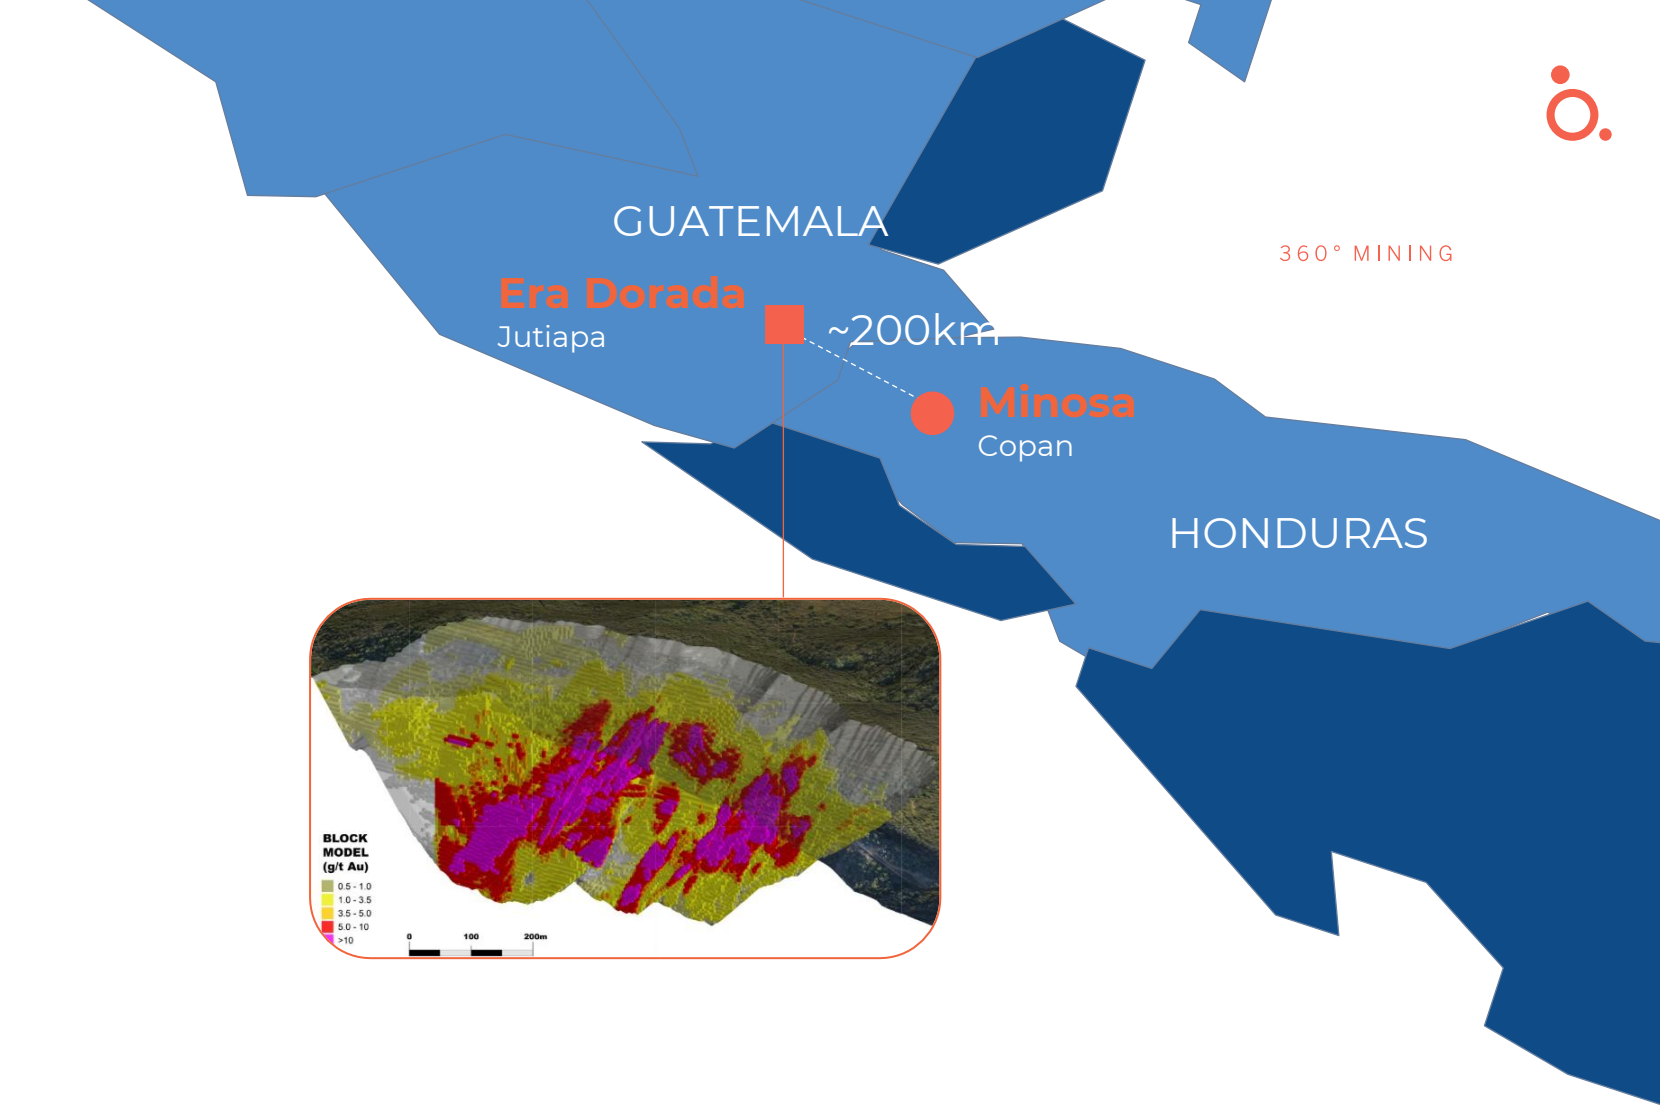 GUATEMALA
360° MINING
Era Dorada
Jutiapa
~200km
Minosa
Copan
HONDURAS
BLOCK
MODEL
(g/t Au)
0.5 - 1.0
1.0 - 3.5
3.5 - 5.0
5.0 - 10
>10
0 100 200m